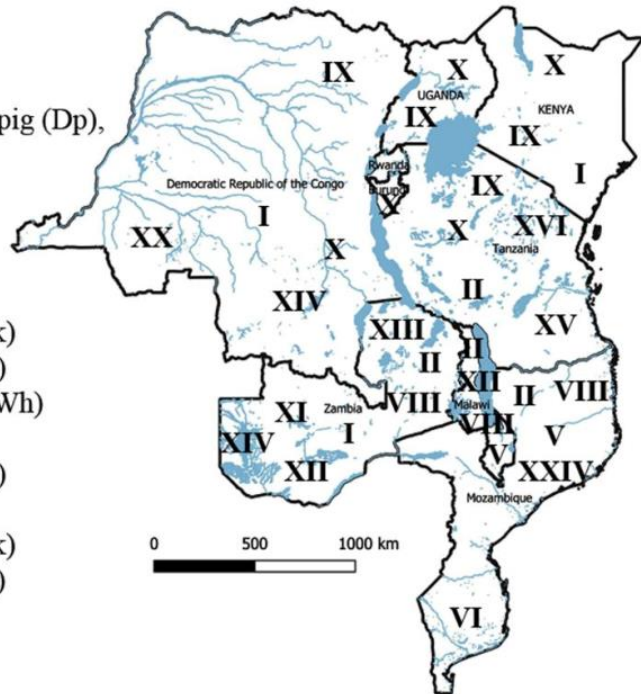 pig (Dp),
k)
)
Wh)
)
k)
)
IX
X
X
UGANDA
KENYA
IX
IX
Rwanda
Democratic Republic of the Congo
Burundi
IX
I
X
I
XVI
XX
X
X
Tanzania
XIV
II
XV
XIII
II
II
XII
II
VIII
VIII
Malawi
VIII
XI
Zambia
I
XIV
XII
V
V
XXIV
Mozambique
0 500 1000 km
VI